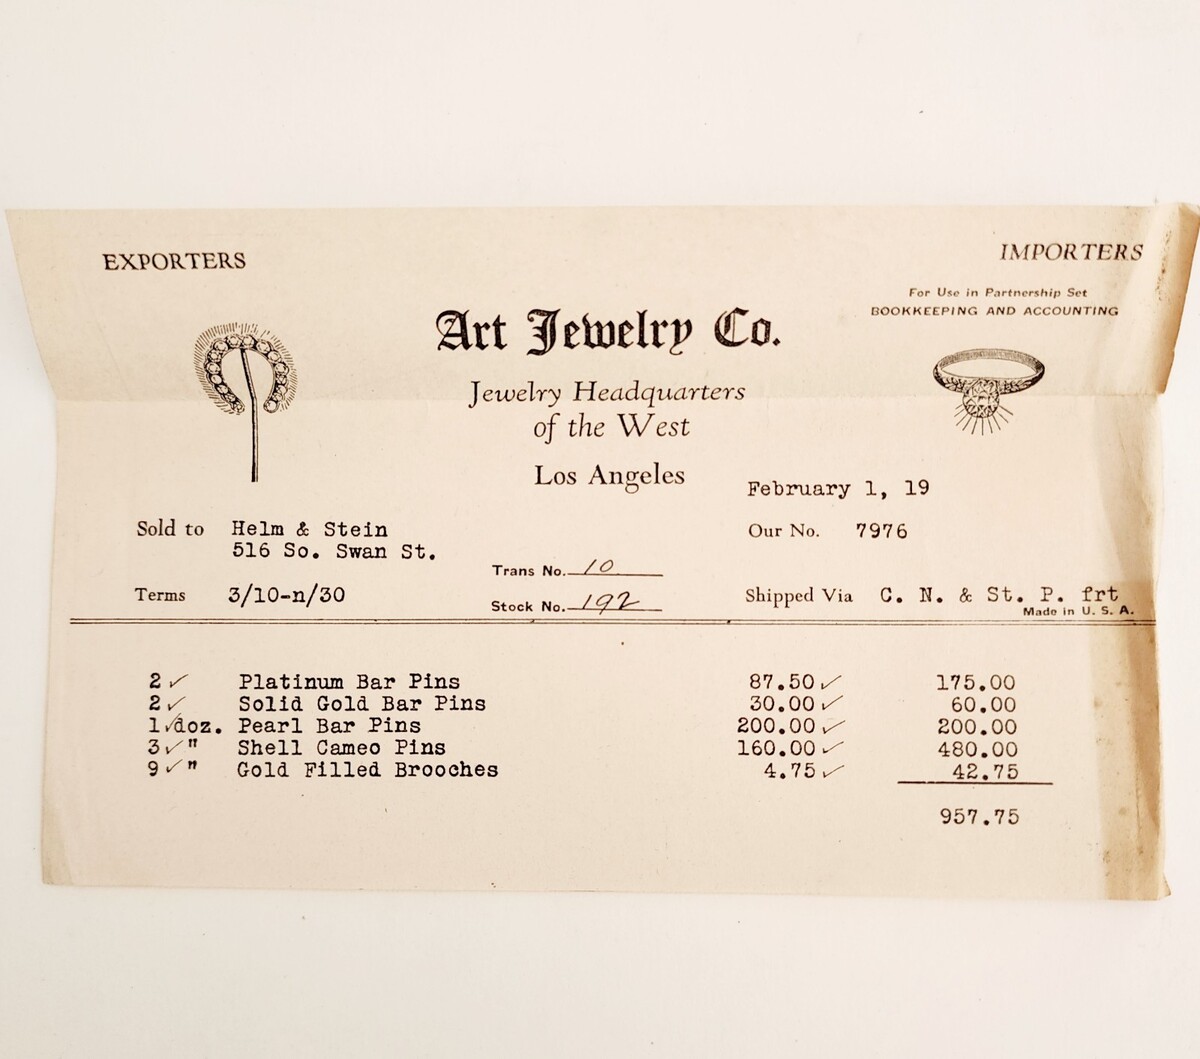 EXPORTERS
IMPORTERS
For Use in Partnership Set
BOOKKEEPING AND ACCOUNTING
Art Jewelry Co.
Jewelry Headquarters
of the West
Los Angeles
February 1, 19
Sold to Helm & Stein
516 So. Swan St.
Our No. 7976
Trans No. 10
Terms 3/10-n/30
Stock No. 192
Shipped Via C. N. & St. P. frt
Made in U. S. A.
2 ✓ Platinum Bar Pins 87.50 ✓ 175.00
2 ✓ Solid Gold Bar Pins 30.00 ✓ 60.00
1 ✓ doz. Pearl Bar Pins 200.00 ✓ 200.00
3 ✓ " Shell Cameo Pins 160.00 ✓ 480.00
9 ✓ " Gold Filled Brooches 4.75 ✓ 42.75
957.75